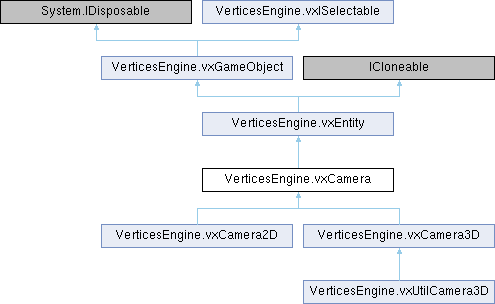 System.IDisposable
VerticesEngine.vxISelectable
VerticesEngine.vxGameObject
ICloneable
VerticesEngine.vxEntity
VerticesEngine.vxCamera
VerticesEngine.vxCamera2D
VerticesEngine.vxCamera3D
VerticesEngine.vxUtilCamera3D